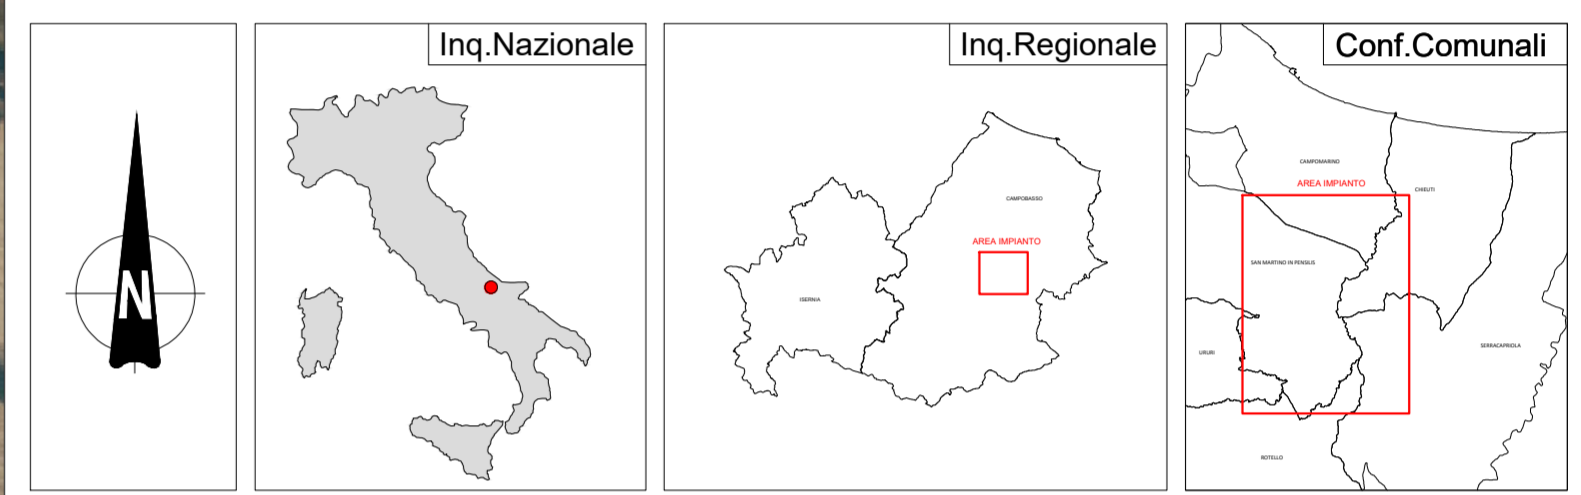 N
Inq.Nazionale
Inq.Regionale
CAMPOBASSO
AREA IMPIANTO
ISERNIA
Conf.Comunali
CAMPOMARINO
AREA IMPIANTO
CHIEUTI
SAN MARTINO IN PENSILIS
URURI
SERRACAPRIOLA
ROTELLO